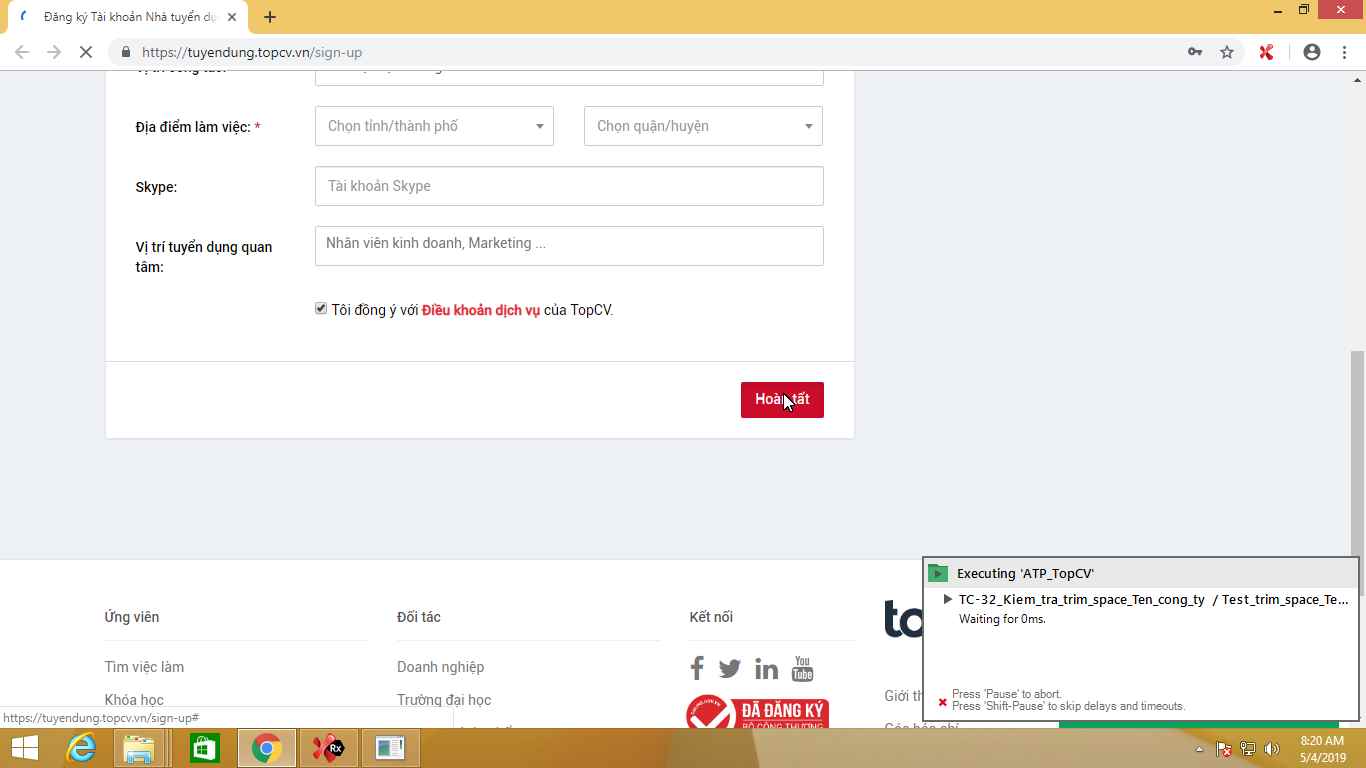 Đăng ký Tài khoản Nhà tuyển dụ
https://tuyendung.topcv.vn/sign-up
Địa điểm làm việc: *
Chọn tỉnh/thành phố
Chọn quận/huyện
Skype:
Tài khoản Skype
Vị trí tuyển dụng quan
tâm:
Nhân viên kinh doanh, Marketing ...
Tôi đồng ý với Điều khoản dịch vụ của TopCV.
Hoàn tất
Ứng viên
Đối tác
Kết nối
Tìm việc làm
Doanh nghiệp
You
Tube
Khóa học
Trường đại học
ĐÃ ĐĂNG KÝ
BỘ CÔNG THƯƠNG
to
Giới th
https://tuyendung.topcv.vn/sign-up#
Executing 'ATP_TopCV'
TC-32_Kiem_tra_trim_space_Ten_cong_ty / Test_trim_space_Te...
Waiting for 0ms.
Press 'Pause' to abort.
Press 'Shift-Pause' to skip delays and timeouts.
Rx
8:20 AM
5/4/2019